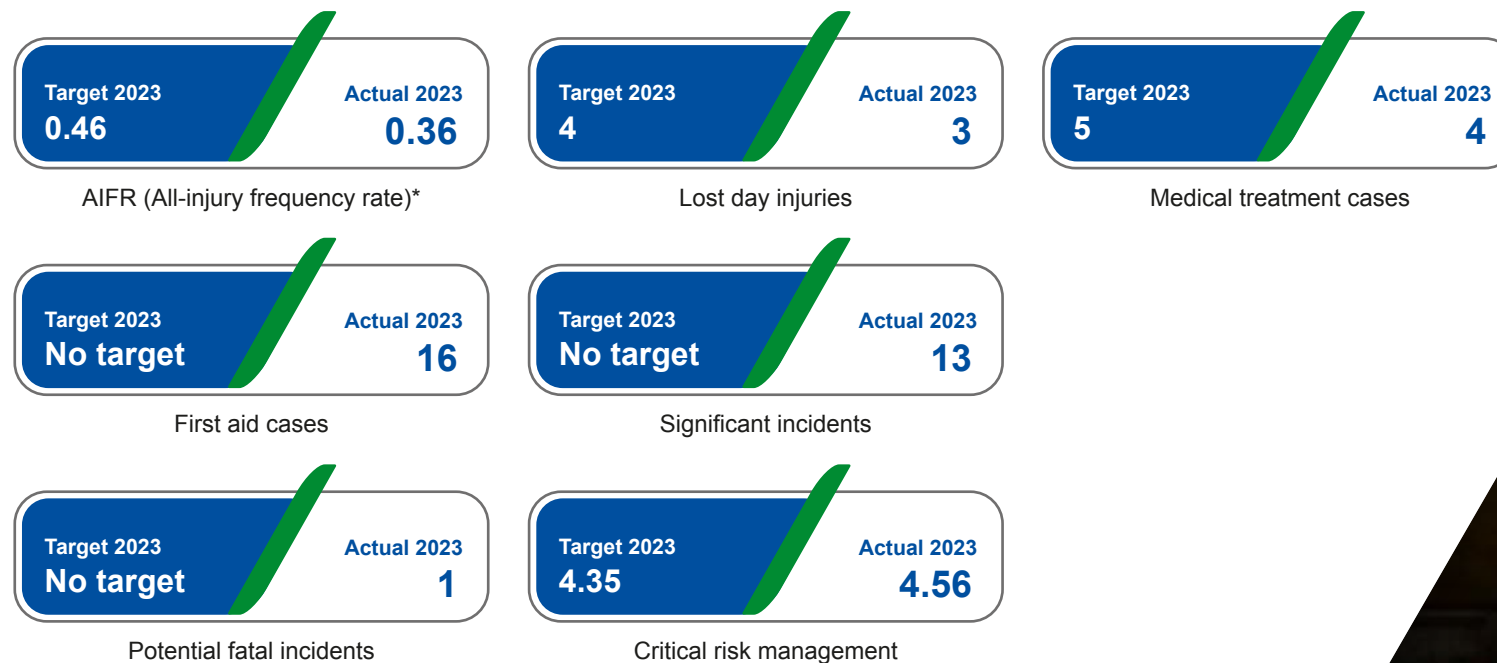 Target 2023
0.46
Actual 2023
0.36
AIFR (All-injury frequency rate)*
Target 2023
4
Actual 2023
3
Lost day injuries
Target 2023
5
Actual 2023
4
Medical treatment cases
Target 2023
No target
Actual 2023
16
First aid cases
Target 2023
No target
Actual 2023
13
Significant incidents
Target 2023
No target
Actual 2023
1
Potential fatal incidents
Target 2023
4.35
Actual 2023
4.56
Critical risk management